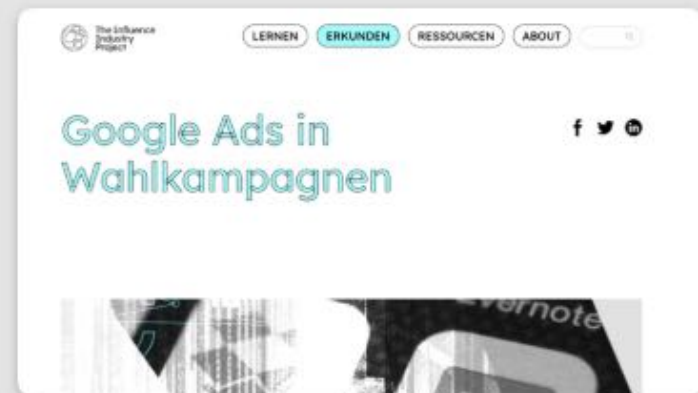 The Influence
Industry
Project
LERNEN
ERKUNDEN
RESSOURCEN
ABOUT
Google Ads in
Wahlkampagnen
Evernote